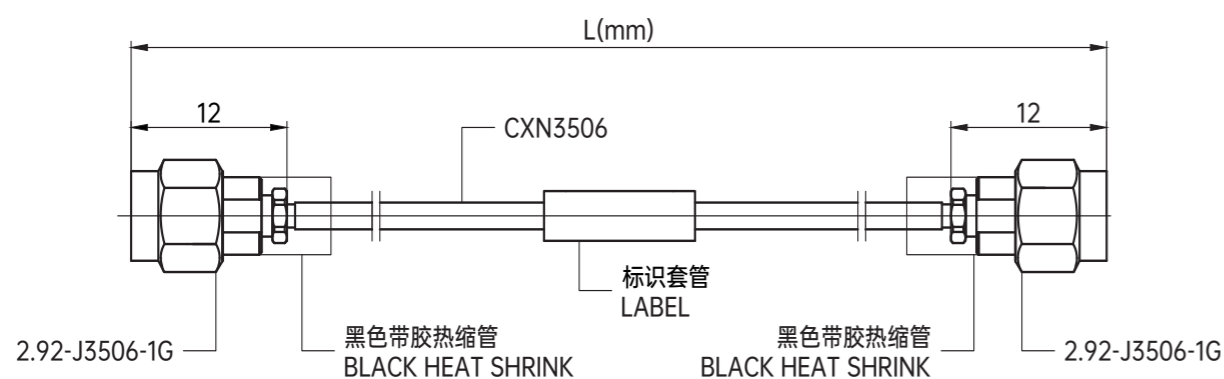 L(mm)
12
12
CXN3506
标识套管
LABEL
黑色带胶热缩管
BLACK HEAT SHRINK
黑色带胶热缩管
BLACK HEAT SHRINK
2.92-J3506-1G
2.92-J3506-1G